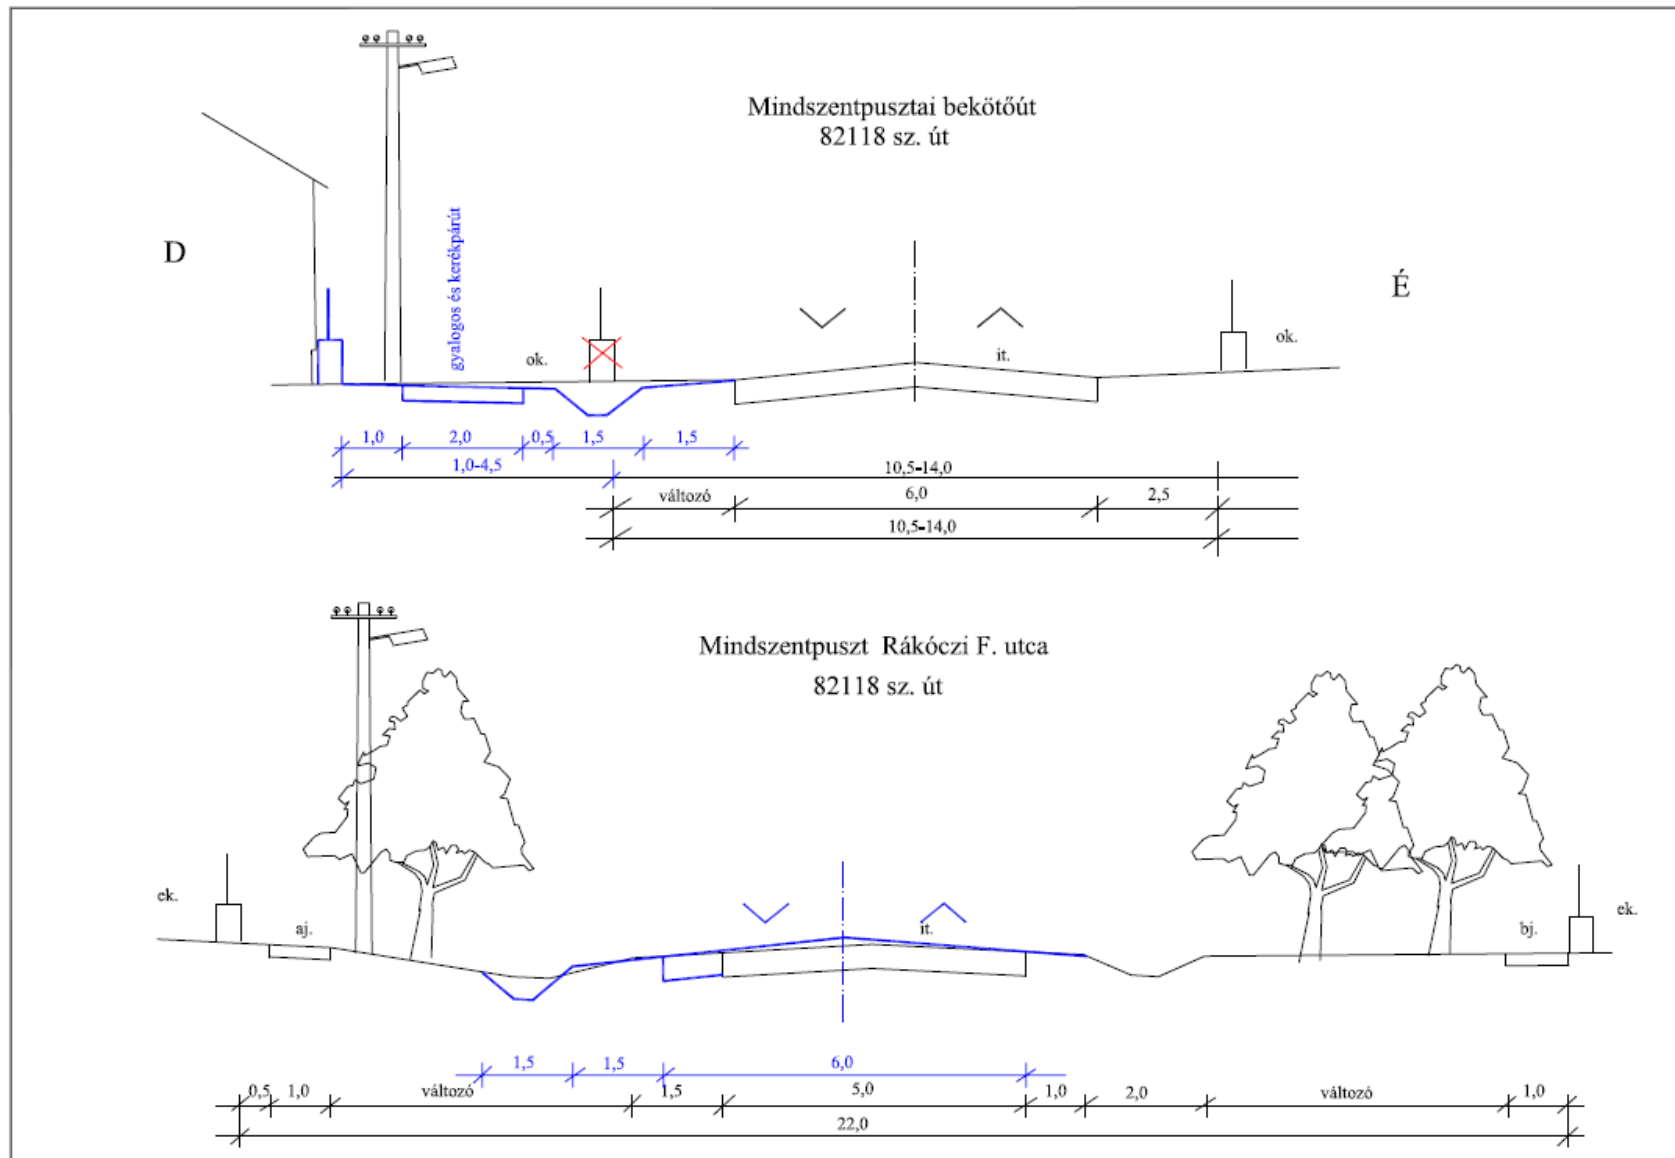 Mindszentpusztai bekötőút
82118 sz. út
D
É
gyalogos és kerékpárút
ok.
it.
ok.
1,0 2,0 0,5 1,5 1,5
1,0-4,5 10,5-14,0
változó 6,0 2,5
10,5-14,0
Mindszentpuszt Rákóczi F. utca
82118 sz. út
ek.
aj.
it.
bj.
ek.
1,5 1,5 6,0
0,5 1,0 változó 1,5 5,0 1,0 2,0 változó 1,0
22,0